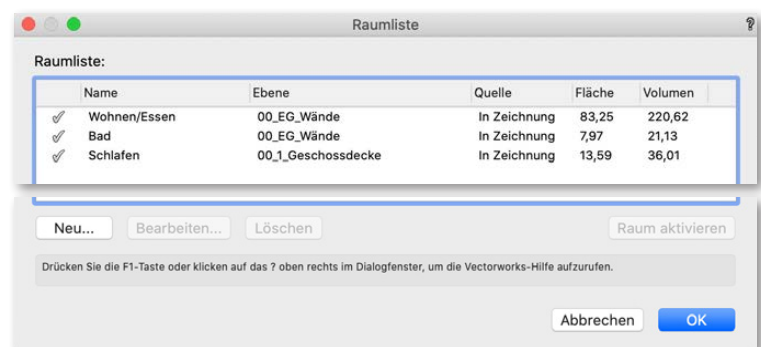 Raumliste
?
Raumliste:
Name Ebene Quelle Fläche Volumen
Wohnen/Essen 00_EG_Wände In Zeichnung 83,25 220,62
Bad 00_EG_Wände In Zeichnung 7,97 21,13
Schlafen 00_1_Geschossdecke In Zeichnung 13,59 36,01
Neu... Bearbeiten... Löschen Raum aktivieren
Drücken Sie die F1-Taste oder klicken auf das ? oben rechts im Dialogfenster, um die Vectorworks-Hilfe aufzurufen.
Abbrechen OK